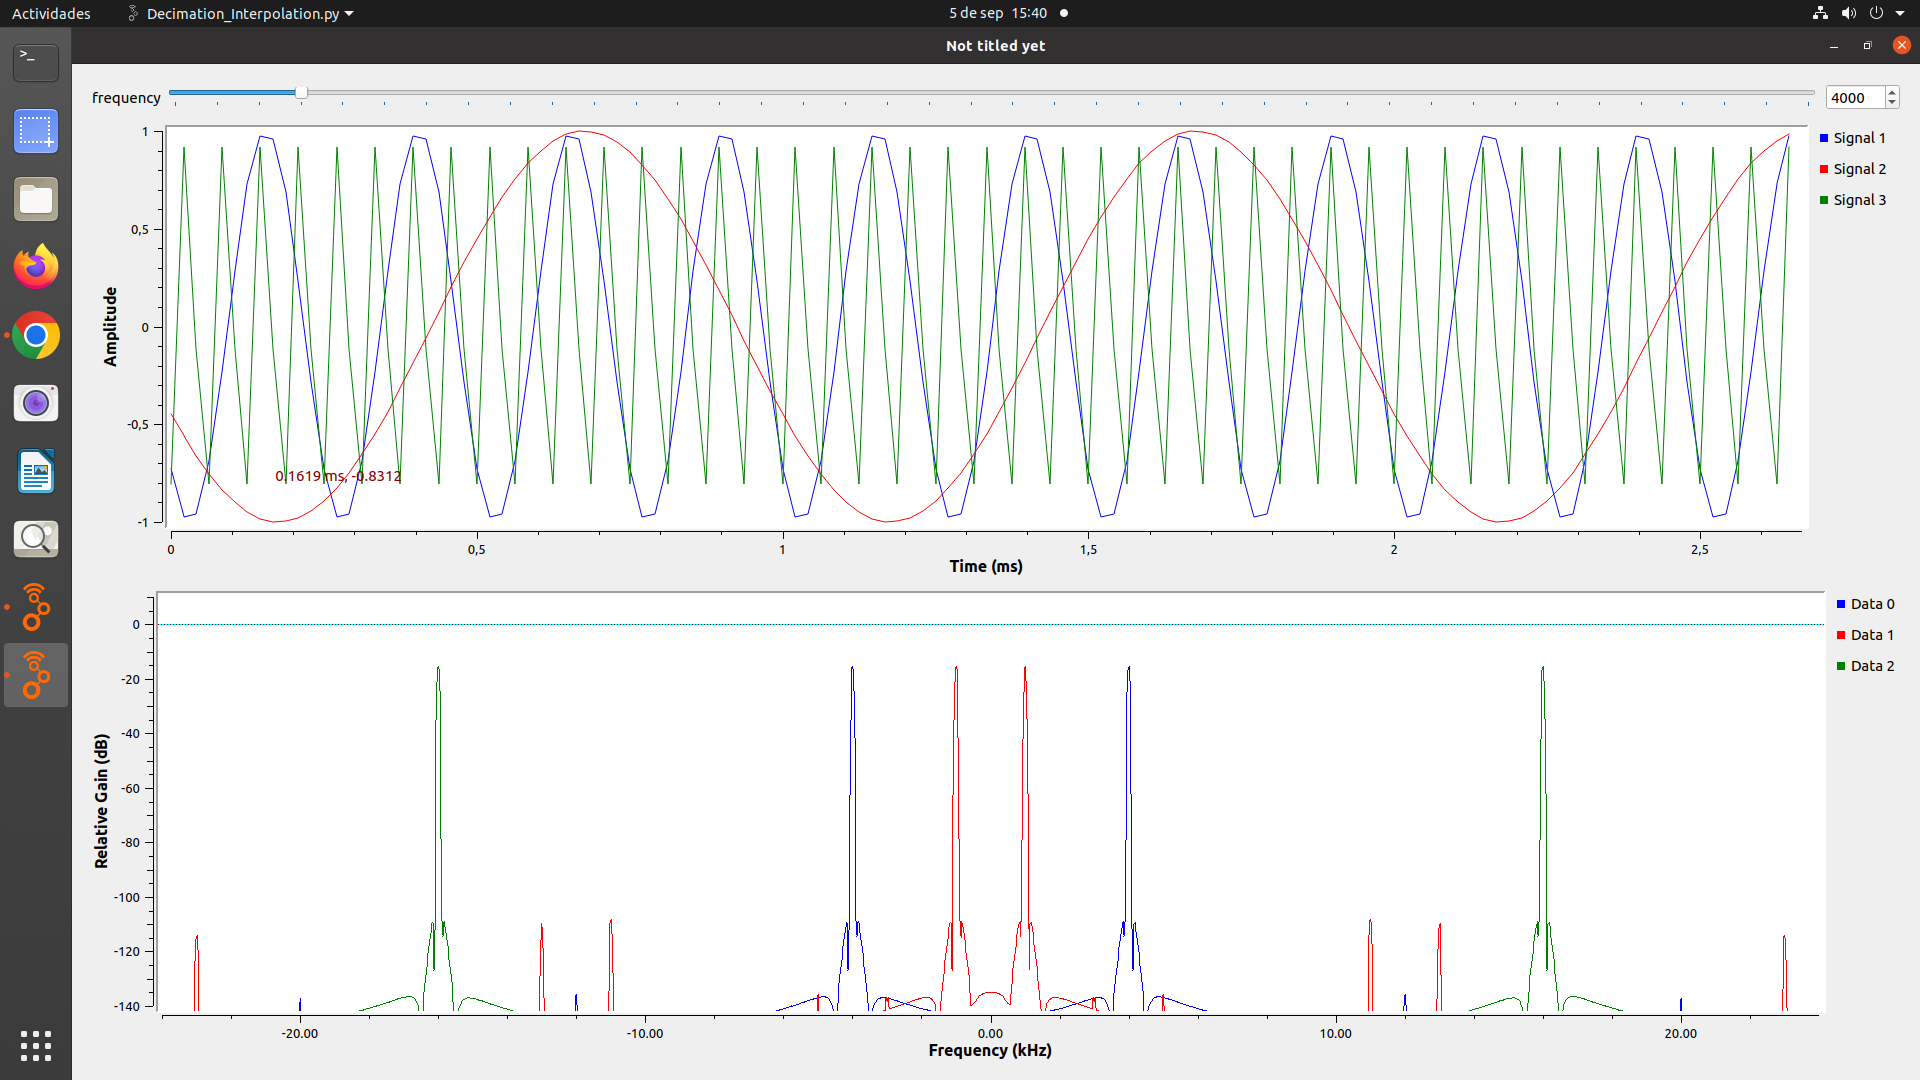 Actividades
Decimation_Interpolation.py
5 de sep 15:40
Not titled yet
frequency
4000
Signal 1
Signal 2
Signal 3
Amplitude
1
0,5
0
-0,5
-1
0.1619 ms, -0.8312
0
0,5
1
1,5
2
2,5
Time (ms)
Data 0
Data 1
Data 2
Relative Gain (dB)
0
-20
-40
-60
-80
-100
-120
-140
-20.00
-10.00
0.00
10.00
20.00
Frequency (kHz)